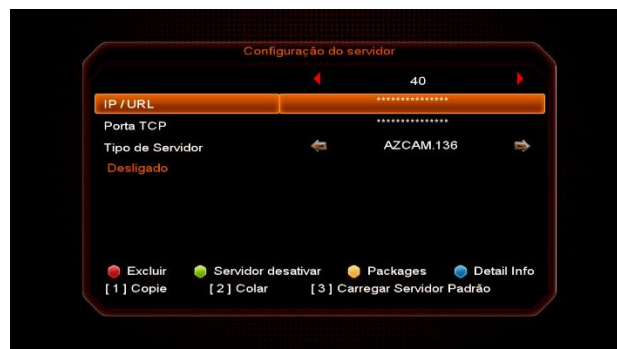 Configuração do servidor
40
IP / URL ***************
Porta TCP ***************
Tipo de Servidor AZCAM.136
Desligado
Excluir Servidor desativar Packages Detail Info
[ 1 ] Copie [ 2 ] Colar [ 3 ] Carregar Servidor Padrão